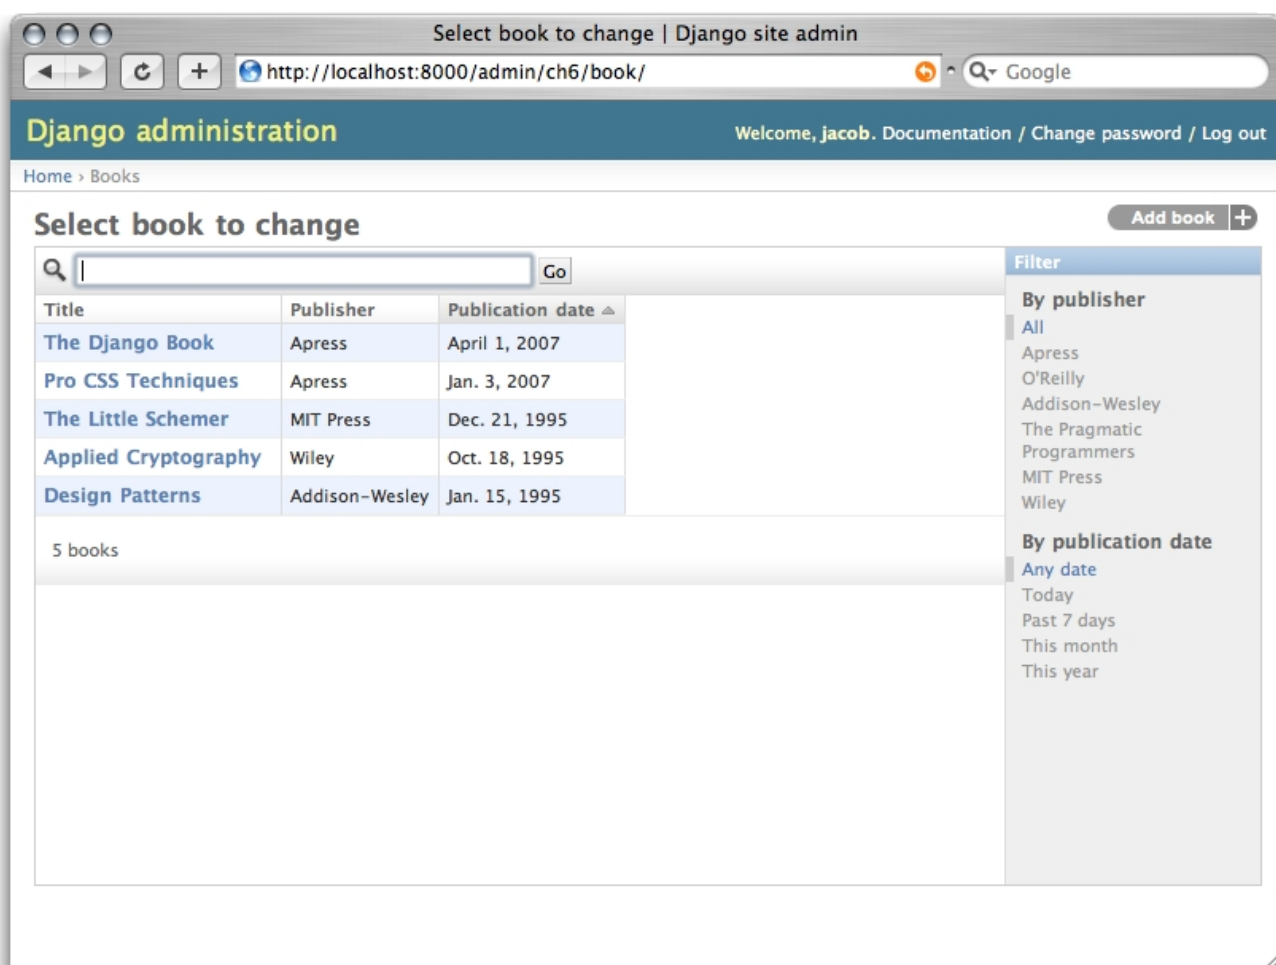 Select book to change | Django site admin
http://localhost:8000/admin/ch6/book/
Google
Django administration
Welcome, jacob. Documentation / Change password / Log out
Home › Books
Select book to change
Add book +
Go
Filter
Title Publisher Publication date
The Django Book Apress April 1, 2007
Pro CSS Techniques Apress Jan. 3, 2007
The Little Schemer MIT Press Dec. 21, 1995
Applied Cryptography Wiley Oct. 18, 1995
Design Patterns Addison-Wesley Jan. 15, 1995
5 books
By publisher
All
Apress
O'Reilly
Addison-Wesley
The Pragmatic
Programmers
MIT Press
Wiley
By publication date
Any date
Today
Past 7 days
This month
This year